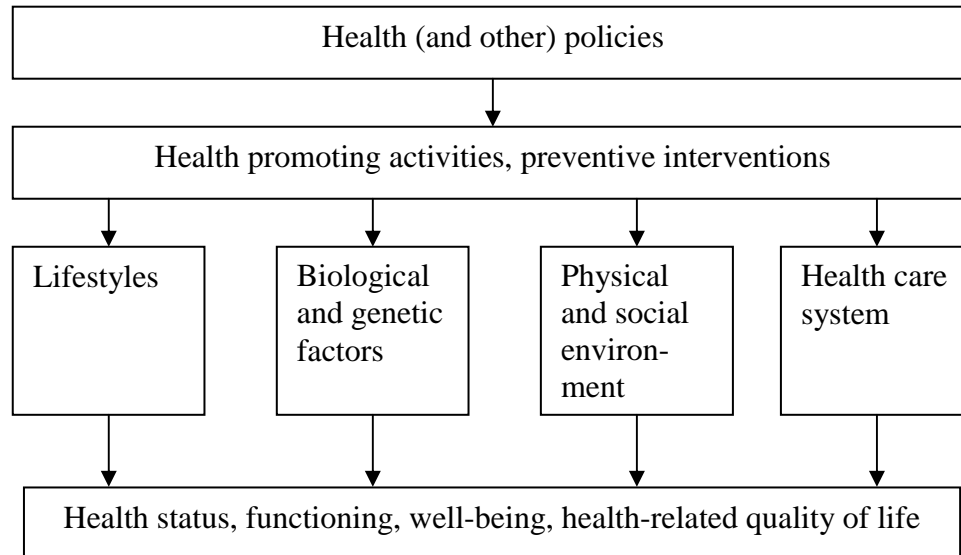 Health (and other) policies
Health promoting activities, preventive interventions
Lifestyles
Biological
and genetic
factors
Physical
and social
environ-
ment
Health care
system
Health status, functioning, well-being, health-related quality of life